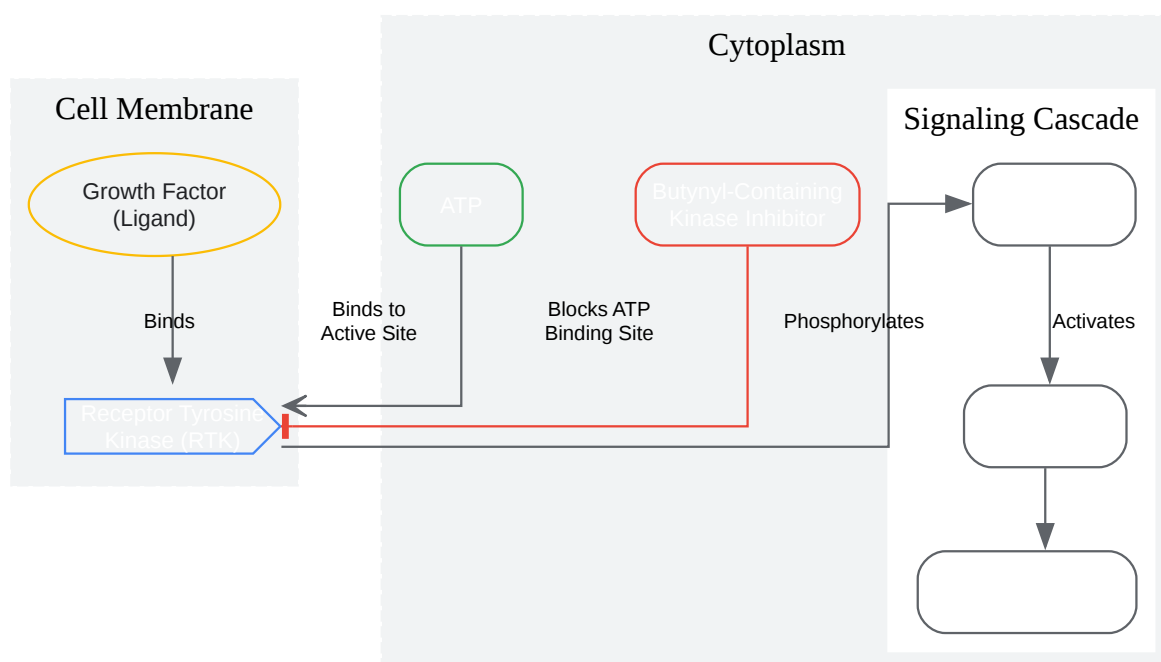 Cytoplasm
Cell Membrane
Signaling Cascade
Growth Factor
(Ligand)
ATP
Butynyl-Containing
Kinase Inhibitor
Binds
Binds to
Active Site
Blocks ATP
Binding Site
Phosphorylates
Activates
Receptor Tyrosine
Kinase (RTK)